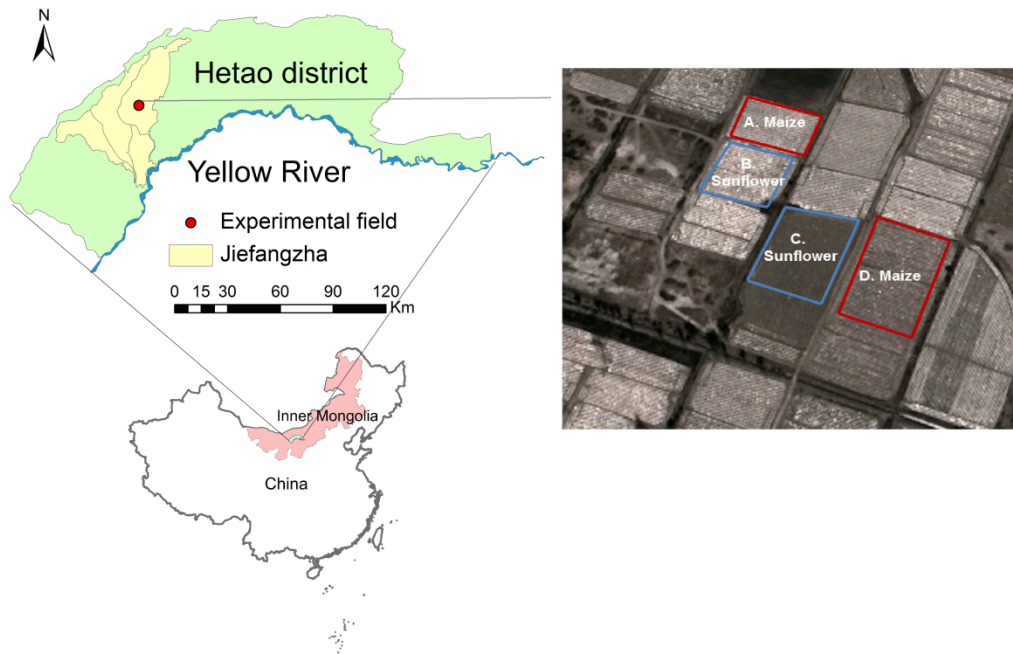 N
Hetao district
Yellow River
Experimental field
Jiefangzha
0 15 30 60 90 120
Km
Inner Mongolia
China
A. Maize
B.
Sunflower
C.
Sunflower
D. Maize